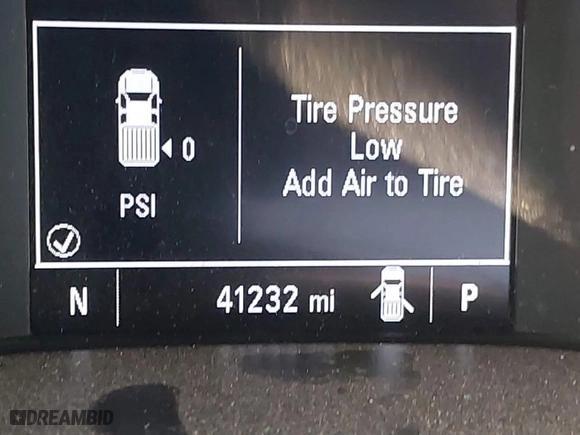 0
PSI
Tire Pressure
Low
Add Air to Tire
N
41232 mi
P
DREAMBID